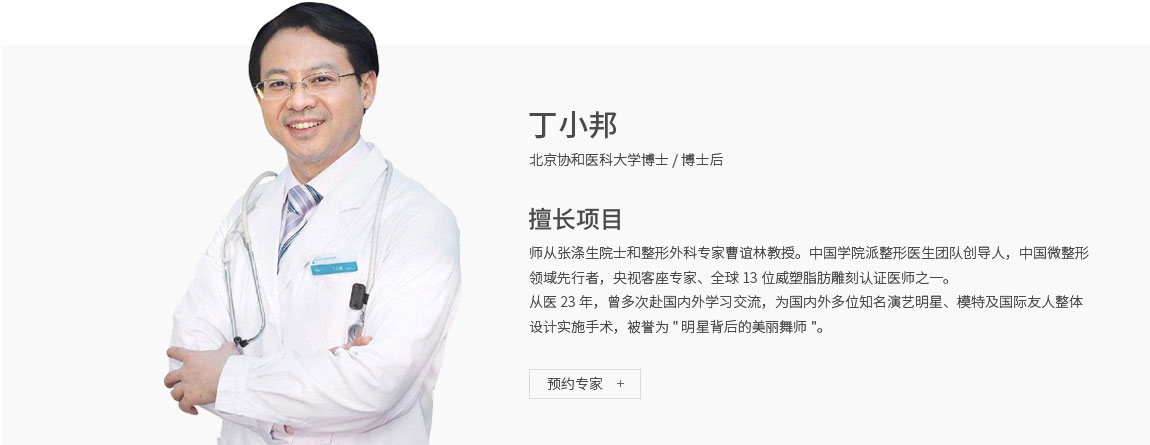 丁小邦
北京协和医科大学博士 / 博士后
擅长项目
师从张涤生院士和整形外科专家曹谊林教授。中国学院派整形医生团队创导人，中国微整形
领域先行者，央视客座专家、全球 13 位威塑脂肪雕刻认证医师之一。
从医 23 年，曾多次赴国内外学习交流，为国内外多位知名演艺明星、模特及国际友人整体
设计实施手术，被誉为 " 明星背后的美丽舞师 "。
预约专家 +